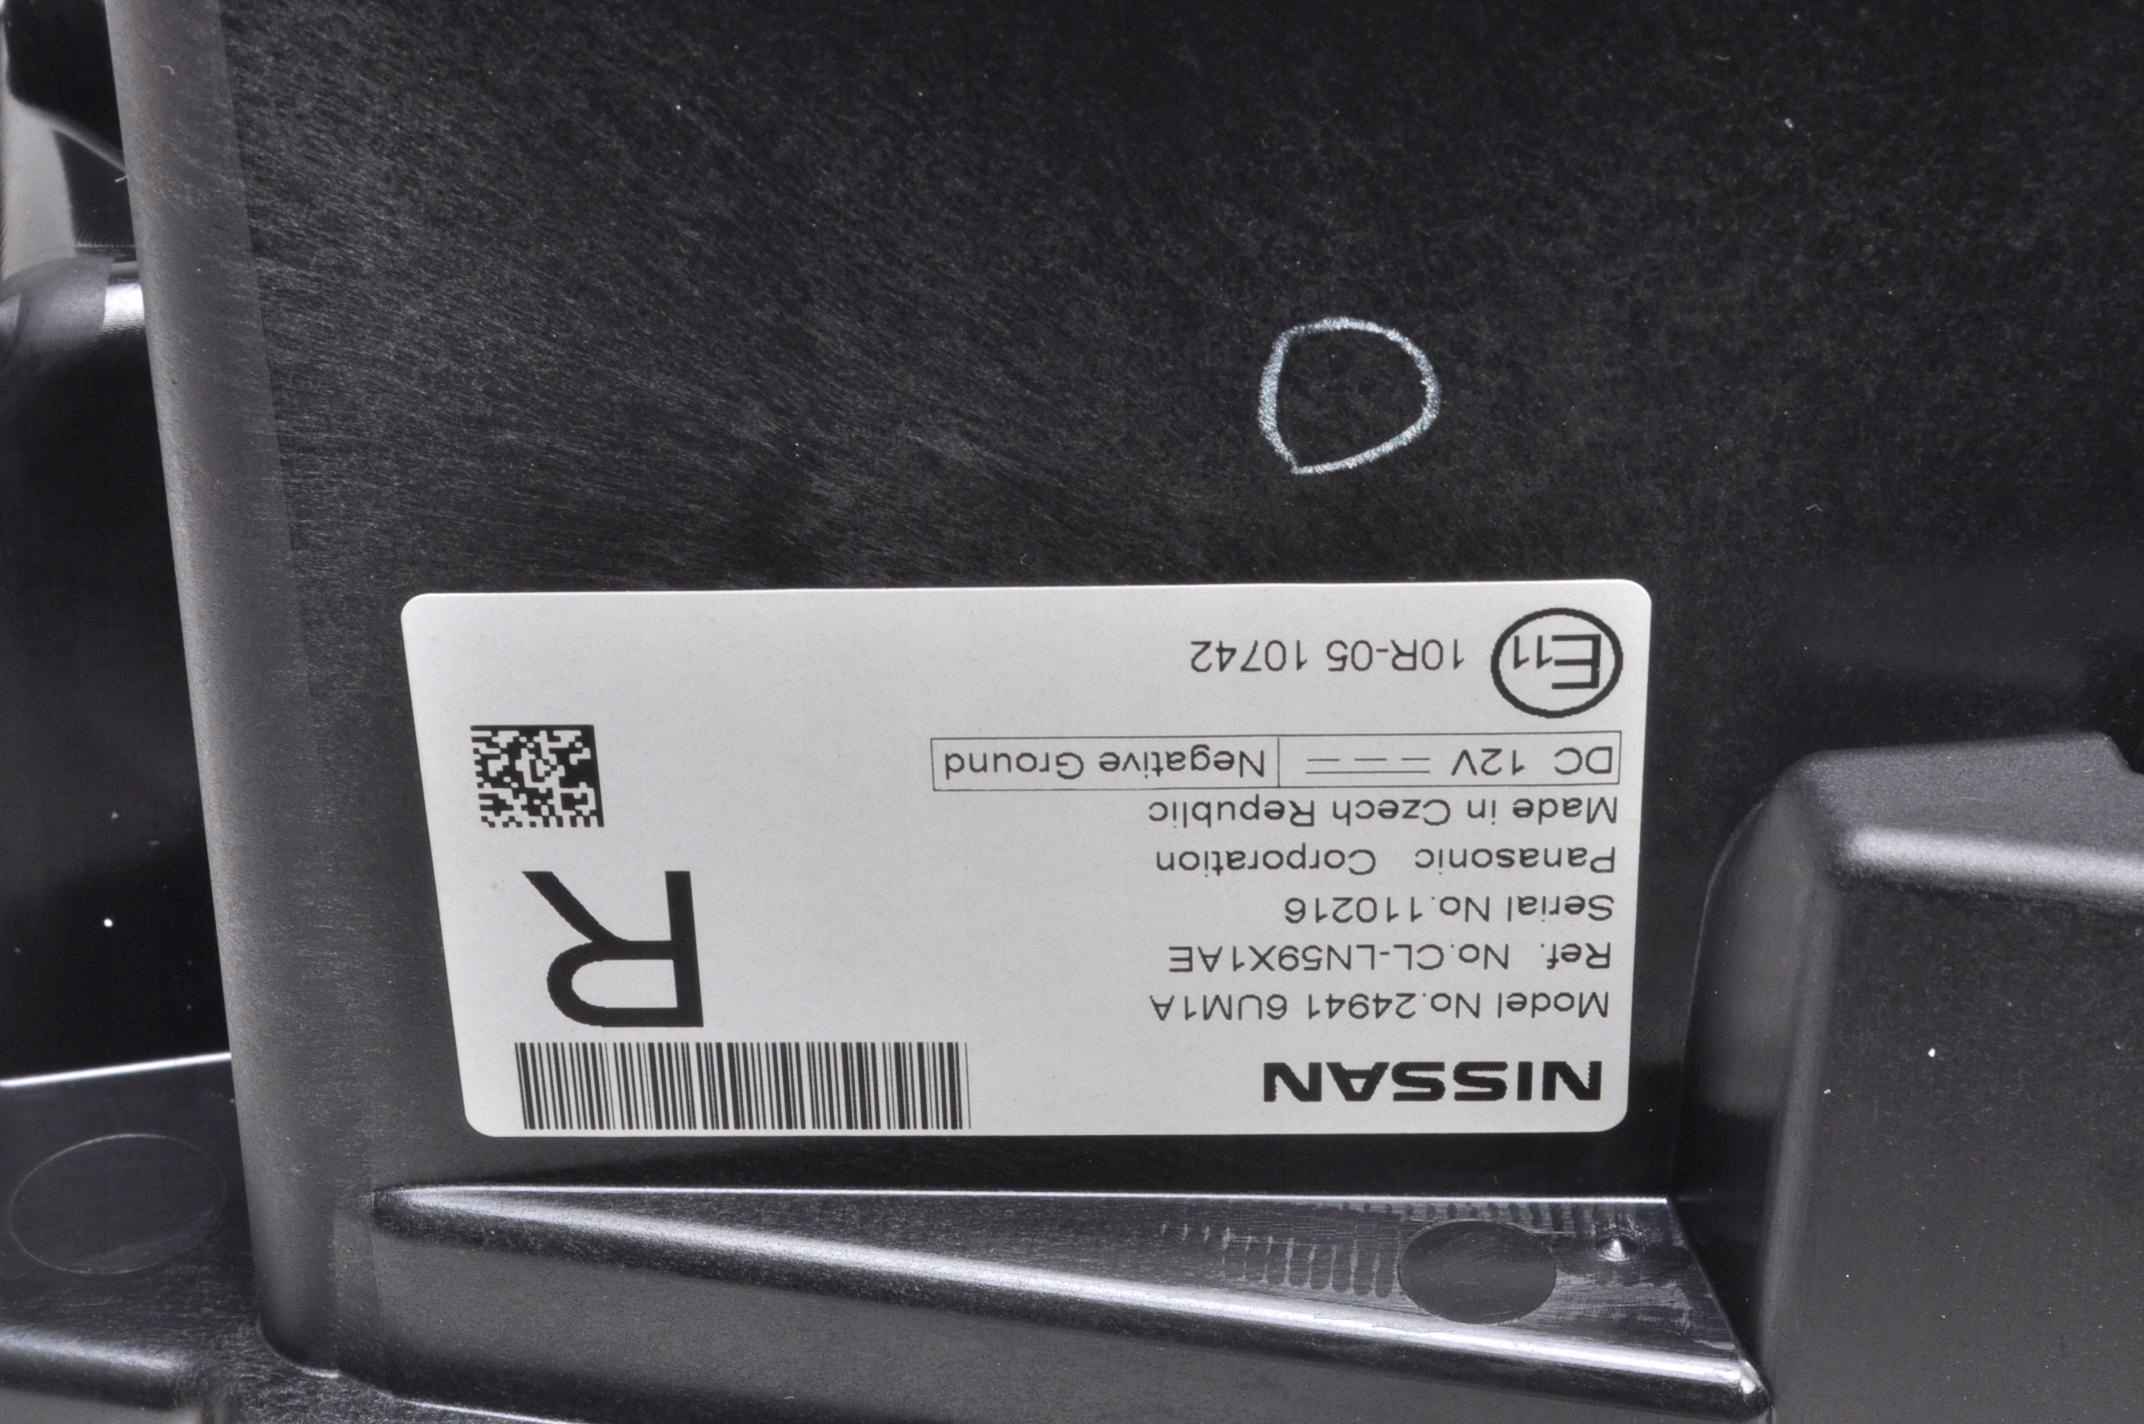 NISSAN
Model No.24941 6UM1A
Ref. No.CL-LN59X1AE
Serial No.110216
Panasonic Corporation
Made in Czech Republic
DC 12V Negative Ground
E11 10R-05 10742
R